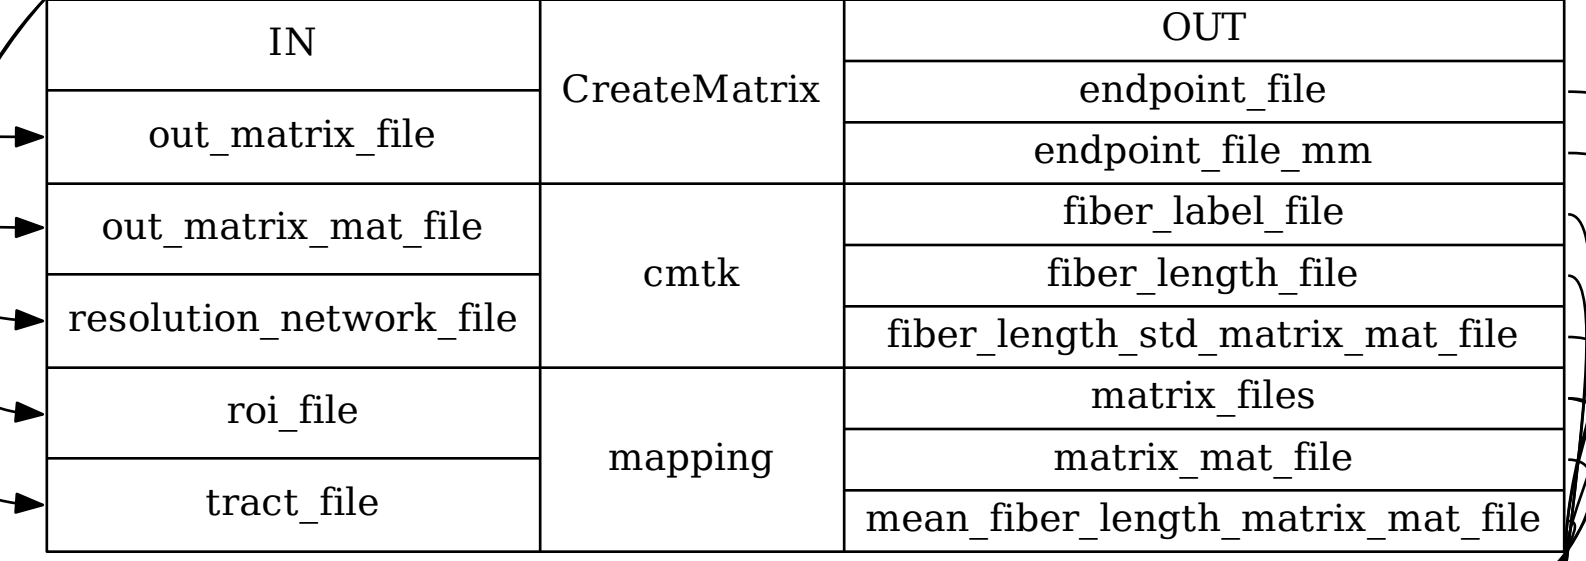 IN
out_matrix_file
out_matrix_mat_file
resolution_network_file
roi_file
tract_file
CreateMatrix
cmtk
mapping
OUT
endpoint_file
endpoint_file_mm
fiber_label_file
fiber_length_file
fiber_length_std_matrix_mat_file
matrix_files
matrix_mat_file
mean_fiber_length_matrix_mat_file